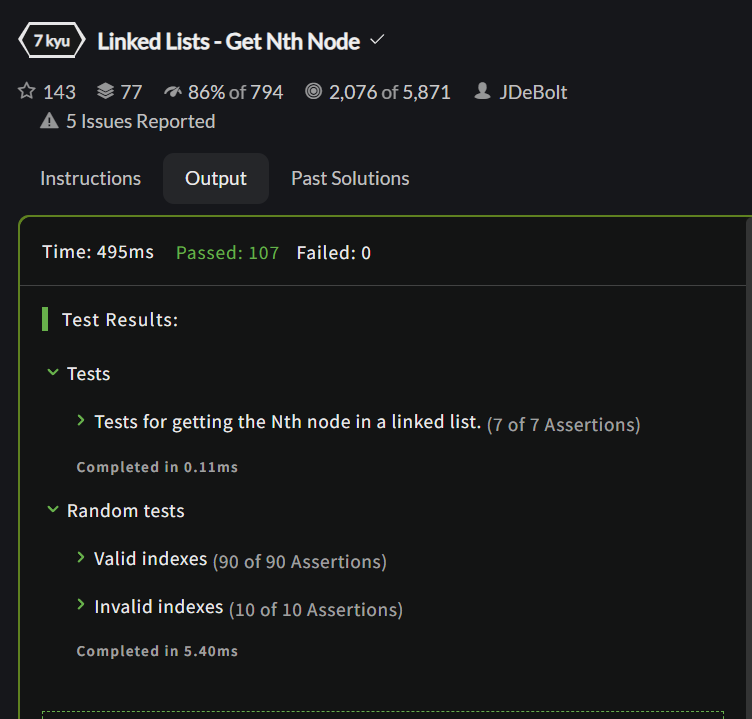 7 kyu Linked Lists - Get Nth Node
143 77 86% of 794 2,076 of 5,871 JDeBolt
5 Issues Reported
Instructions Output Past Solutions
Time: 495ms Passed: 107 Failed: 0
Test Results:
Tests
Tests for getting the Nth node in a linked list. (7 of 7 Assertions)
Completed in 0.11ms
Random tests
Valid indexes (90 of 90 Assertions)
Invalid indexes (10 of 10 Assertions)
Completed in 5.40ms